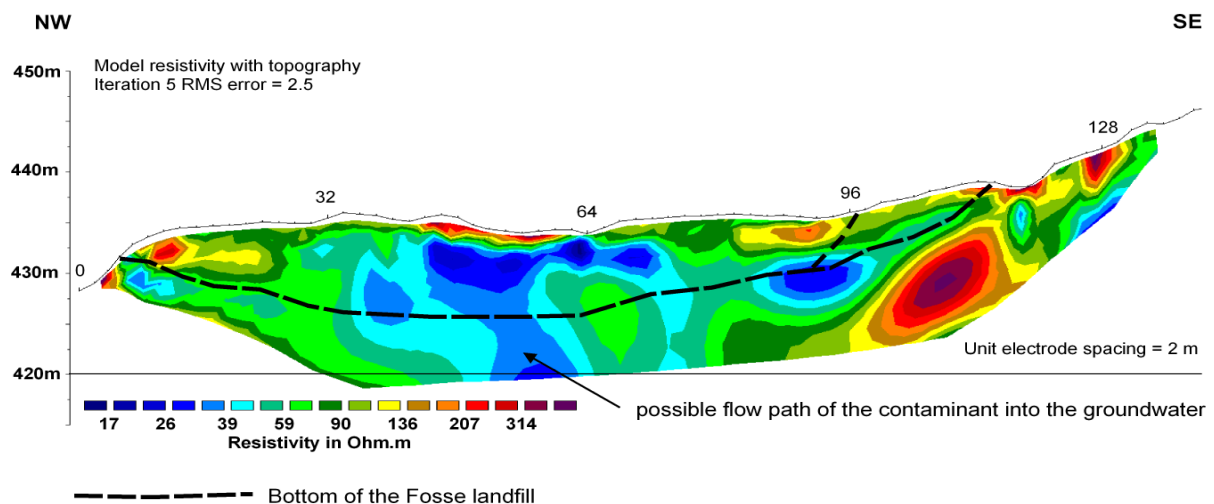 NW
SE
450m
Model resistivity with topography
Iteration 5 RMS error = 2.5
440m
128
32
96
64
430m
0
Unit electrode spacing = 2 m
420m
possible flow path of the contaminant into the groundwater
17 26 39 59 90 136 207 314
Resistivity in Ohm.m
Bottom of the Fosse landfill